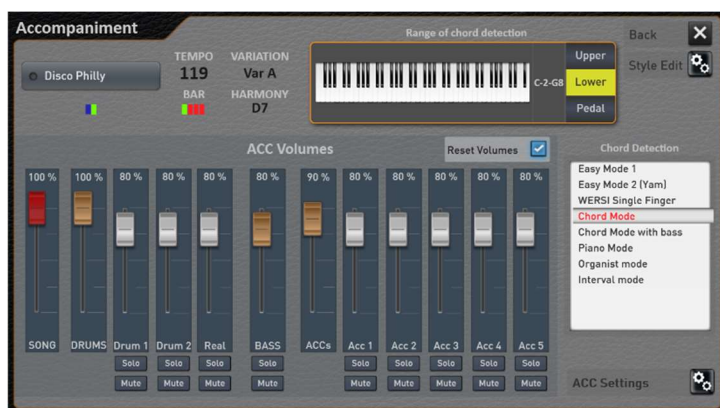 Accompaniment
Range of chord detection
Back
TEMPO VARIATION
119 Var A
Disco Philly
BAR HARMONY
D7
C-2-G8
Upper
Lower
Pedal
Style Edit
ACC Volumes
Reset Volumes
Chord Detection
100 % 100 % 80 % 80 % 80 % 80 % 90 % 80 % 80 % 80 % 80 % 80 %
Easy Mode 1
Easy Mode 2 (Yam)
WERSI Single Finger
Chord Mode
Chord Mode with bass
Piano Mode
Organist mode
Interval mode
SONG DRUMS Drum 1 Drum 2 Real BASS ACCs Acc 1 Acc 2 Acc 3 Acc 4 Acc 5
Solo Solo Solo Solo Solo Solo Solo Solo Solo
Mute Mute Mute Mute Mute Mute Mute Mute Mute
ACC Settings